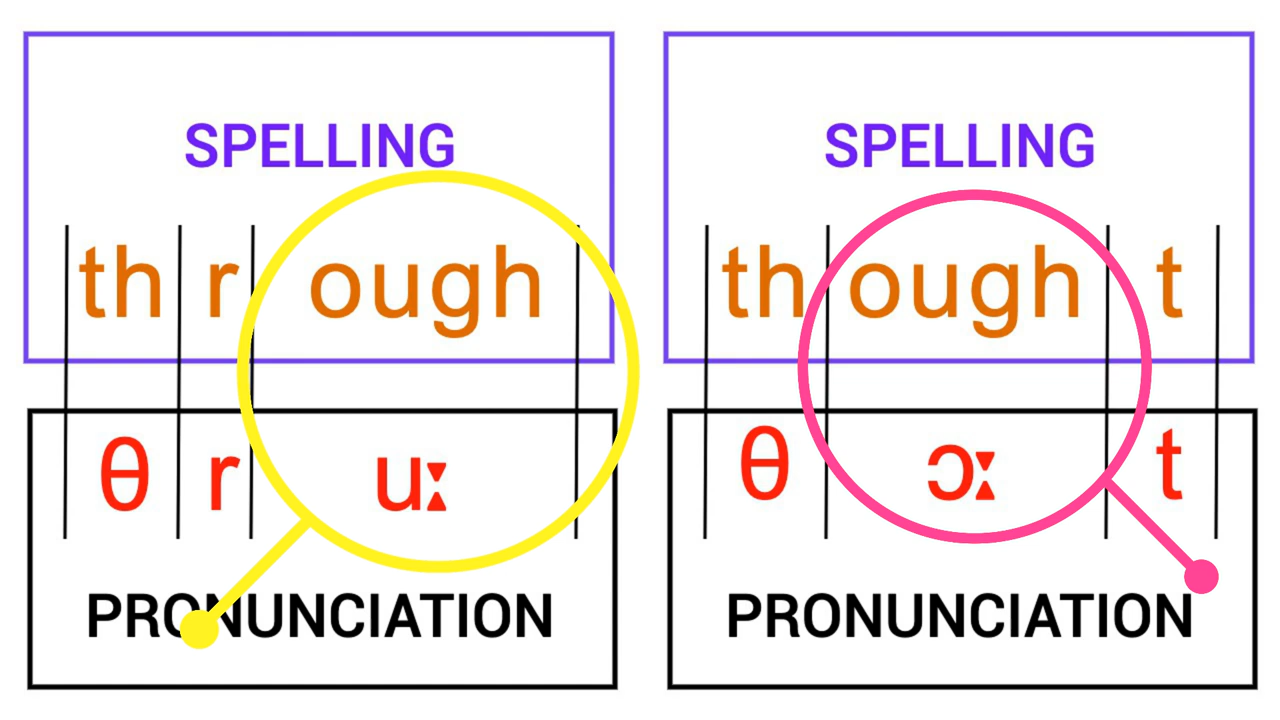 SPELLING
th r ough
θ r uː
PRONUNCIATION
SPELLING
th ough t
θ ɔː t
PRONUNCIATION